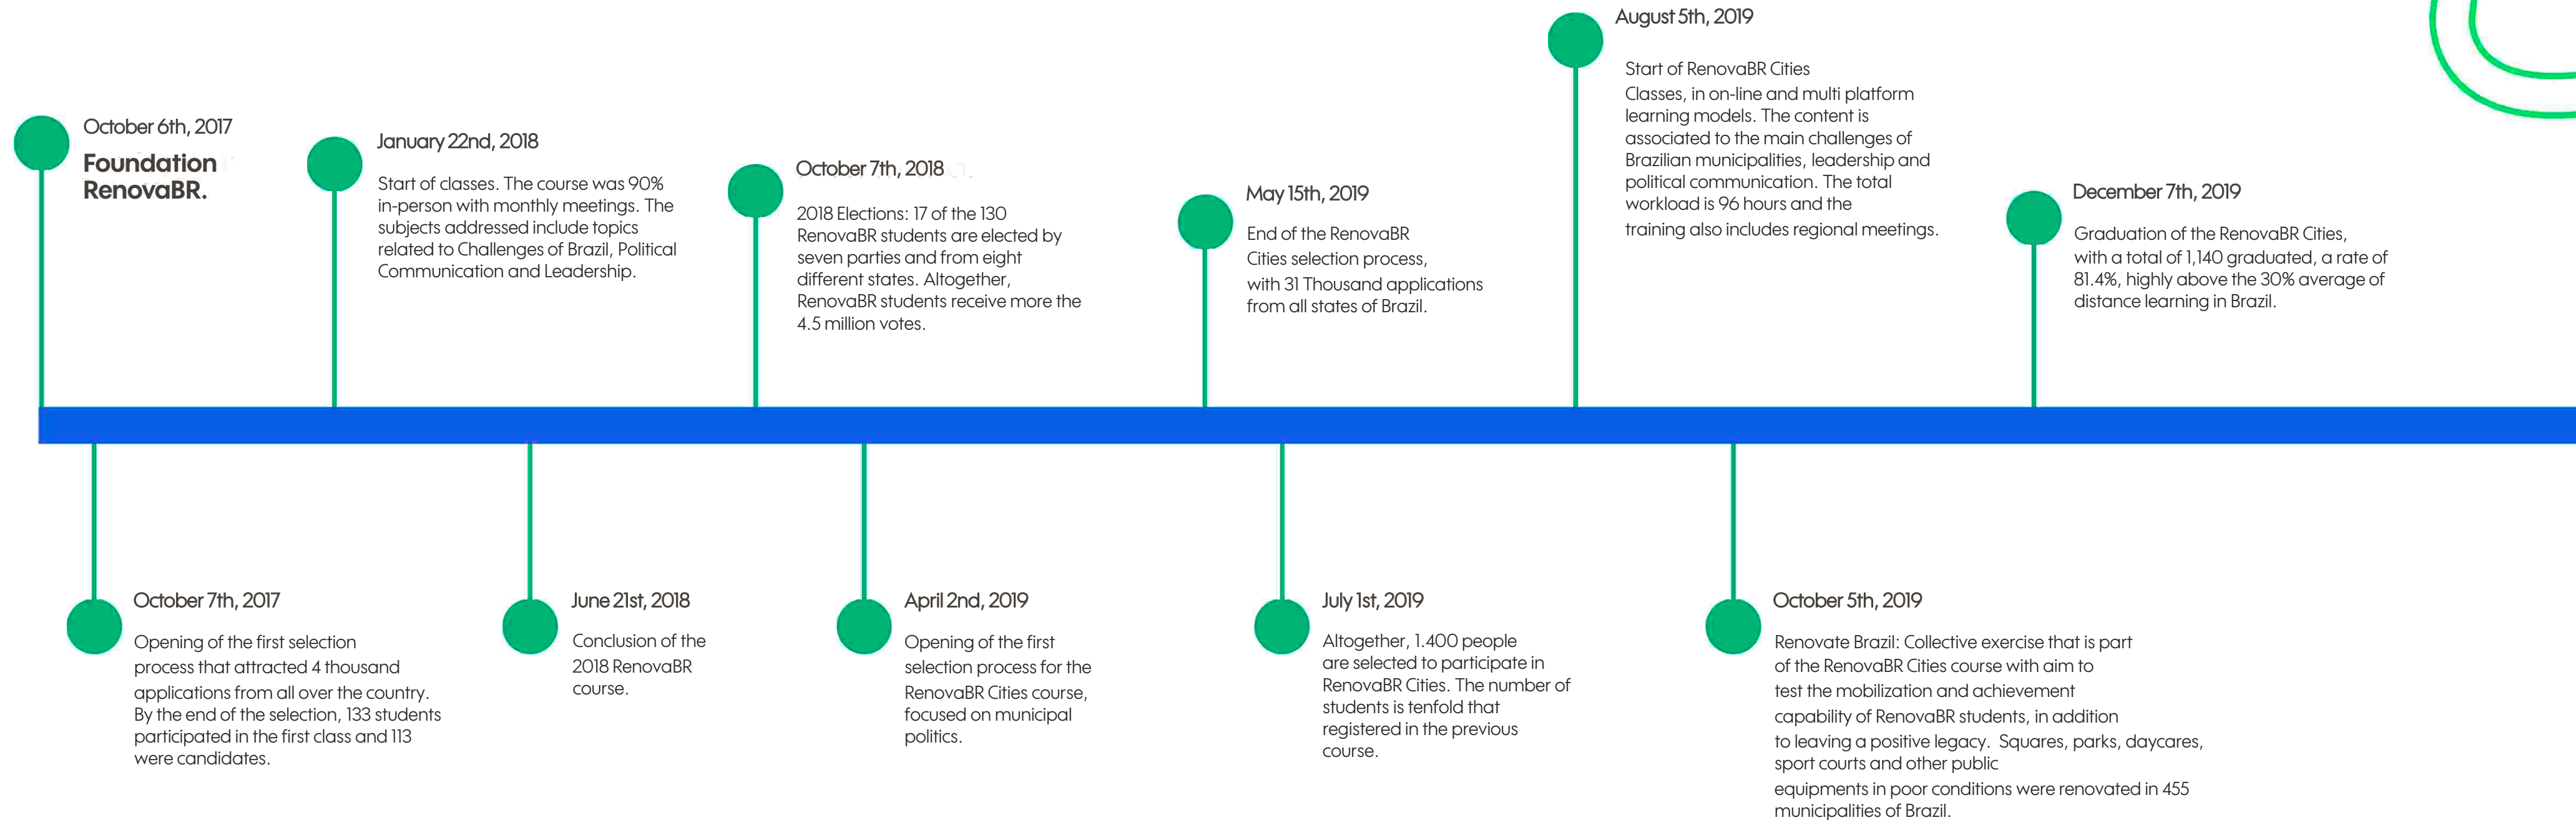 October 6th, 2017
Foundation
RenovaBR.
January 22nd, 2018
Start of classes. The course was 90%
in-person with monthly meetings. The
subjects addressed include topics
related to Challenges of Brazil, Political
Communication and Leadership.
October 7th, 2018
2018 Elections: 17 of the 130
RenovaBR students are elected by
seven parties and from eight
different states. Altogether,
RenovaBR students receive more the
4.5 million votes.
May 15th, 2019
End of the RenovaBR
Cities selection process,
with 31 Thousand applications
from all states of Brazil.
August 5th, 2019
Start of RenovaBR Cities
Classes, in on-line and multi platform
learning models. The content is
associated to the main challenges of
Brazilian municipalities, leadership and
political communication. The total
workload is 96 hours and the
training also includes regional meetings.
December 7th, 2019
Graduation of the RenovaBR Cities,
with a total of 1,140 graduated, a rate of
81.4%, highly above the 30% average of
distance learning in Brazil.
October 7th, 2017
Opening of the first selection
process that attracted 4 thousand
applications from all over the country.
By the end of the selection, 133 students
participated in the first class and 113
were candidates.
June 21st, 2018
Conclusion of the
2018 RenovaBR
course.
April 2nd, 2019
Opening of the first
selection process for the
RenovaBR Cities course,
focused on municipal
politics.
July 1st, 2019
Altogether, 1.400 people
are selected to participate in
RenovaBR Cities. The number of
students is tenfold that
registered in the previous
course.
October 5th, 2019
Renovate Brazil: Collective exercise that is part
of the RenovaBR Cities course with aim to
test the mobilization and achievement
capability of RenovaBR students, in addition
to leaving a positive legacy. Squares, parks, daycares,
sport courts and other public
equipments in poor conditions were renovated in 455
municipalities of Brazil.